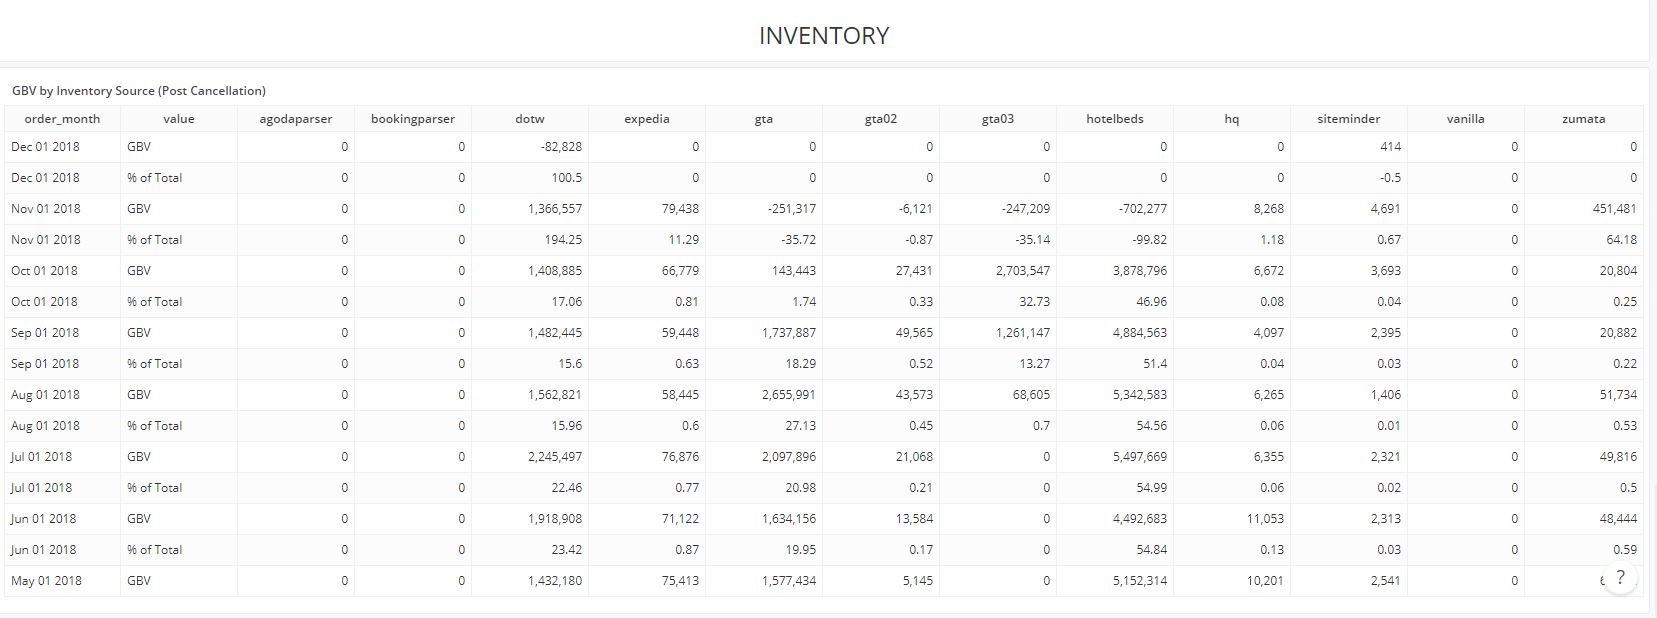 INVENTORY
GBV by Inventory Source (Post Cancellation)
order_month value agodaparser bookingparser dotw expedia gta gta02 gta03 hotelbeds hq siteminder vanilla zumata
Dec 01 2018 GBV 0 0 -82,828 0 0 0 0 0 0 414 0 0
Dec 01 2018 % of Total 0 0 100.5 0 0 0 0 0 0 -0.5 0 0
Nov 01 2018 GBV 0 0 1,366,557 79,438 -251,317 -6,121 -247,209 -702,277 8,268 4,691 0 451,481
Nov 01 2018 % of Total 0 0 194.25 11.29 -35.72 -0.87 -35.14 -99.82 1.18 0.67 0 64.18
Oct 01 2018 GBV 0 0 1,408,885 66,779 143,443 27,431 2,703,547 3,878,796 6,672 3,693 0 20,804
Oct 01 2018 % of Total 0 0 17.06 0.81 1.74 0.33 32.73 46.96 0.08 0.04 0 0.25
Sep 01 2018 GBV 0 0 1,482,445 59,448 1,737,887 49,565 1,261,147 4,884,563 4,097 2,395 0 20,882
Sep 01 2018 % of Total 0 0 15.6 0.63 18.29 0.52 13.27 51.4 0.04 0.03 0 0.22
Aug 01 2018 GBV 0 0 1,562,821 58,445 2,655,991 43,573 68,605 5,342,583 6,265 1,406 0 51,734
Aug 01 2018 % of Total 0 0 15.96 0.6 27.13 0.45 0.7 54.56 0.06 0.01 0 0.53
Jul 01 2018 GBV 0 0 2,245,497 76,876 2,097,896 21,068 0 5,497,669 6,355 2,321 0 49,816
Jul 01 2018 % of Total 0 0 22.46 0.77 20.98 0.21 0 54.99 0.06 0.02 0 0.5
Jun 01 2018 GBV 0 0 1,918,908 71,122 1,634,156 13,584 0 4,492,683 11,053 2,313 0 48,444
Jun 01 2018 % of Total 0 0 23.42 0.87 19.95 0.17 0 54.84 0.13 0.03 0 0.59
May 01 2018 GBV 0 0 1,432,180 75,413 1,577,434 5,145 0 5,152,314 10,201 2,541 0 ?